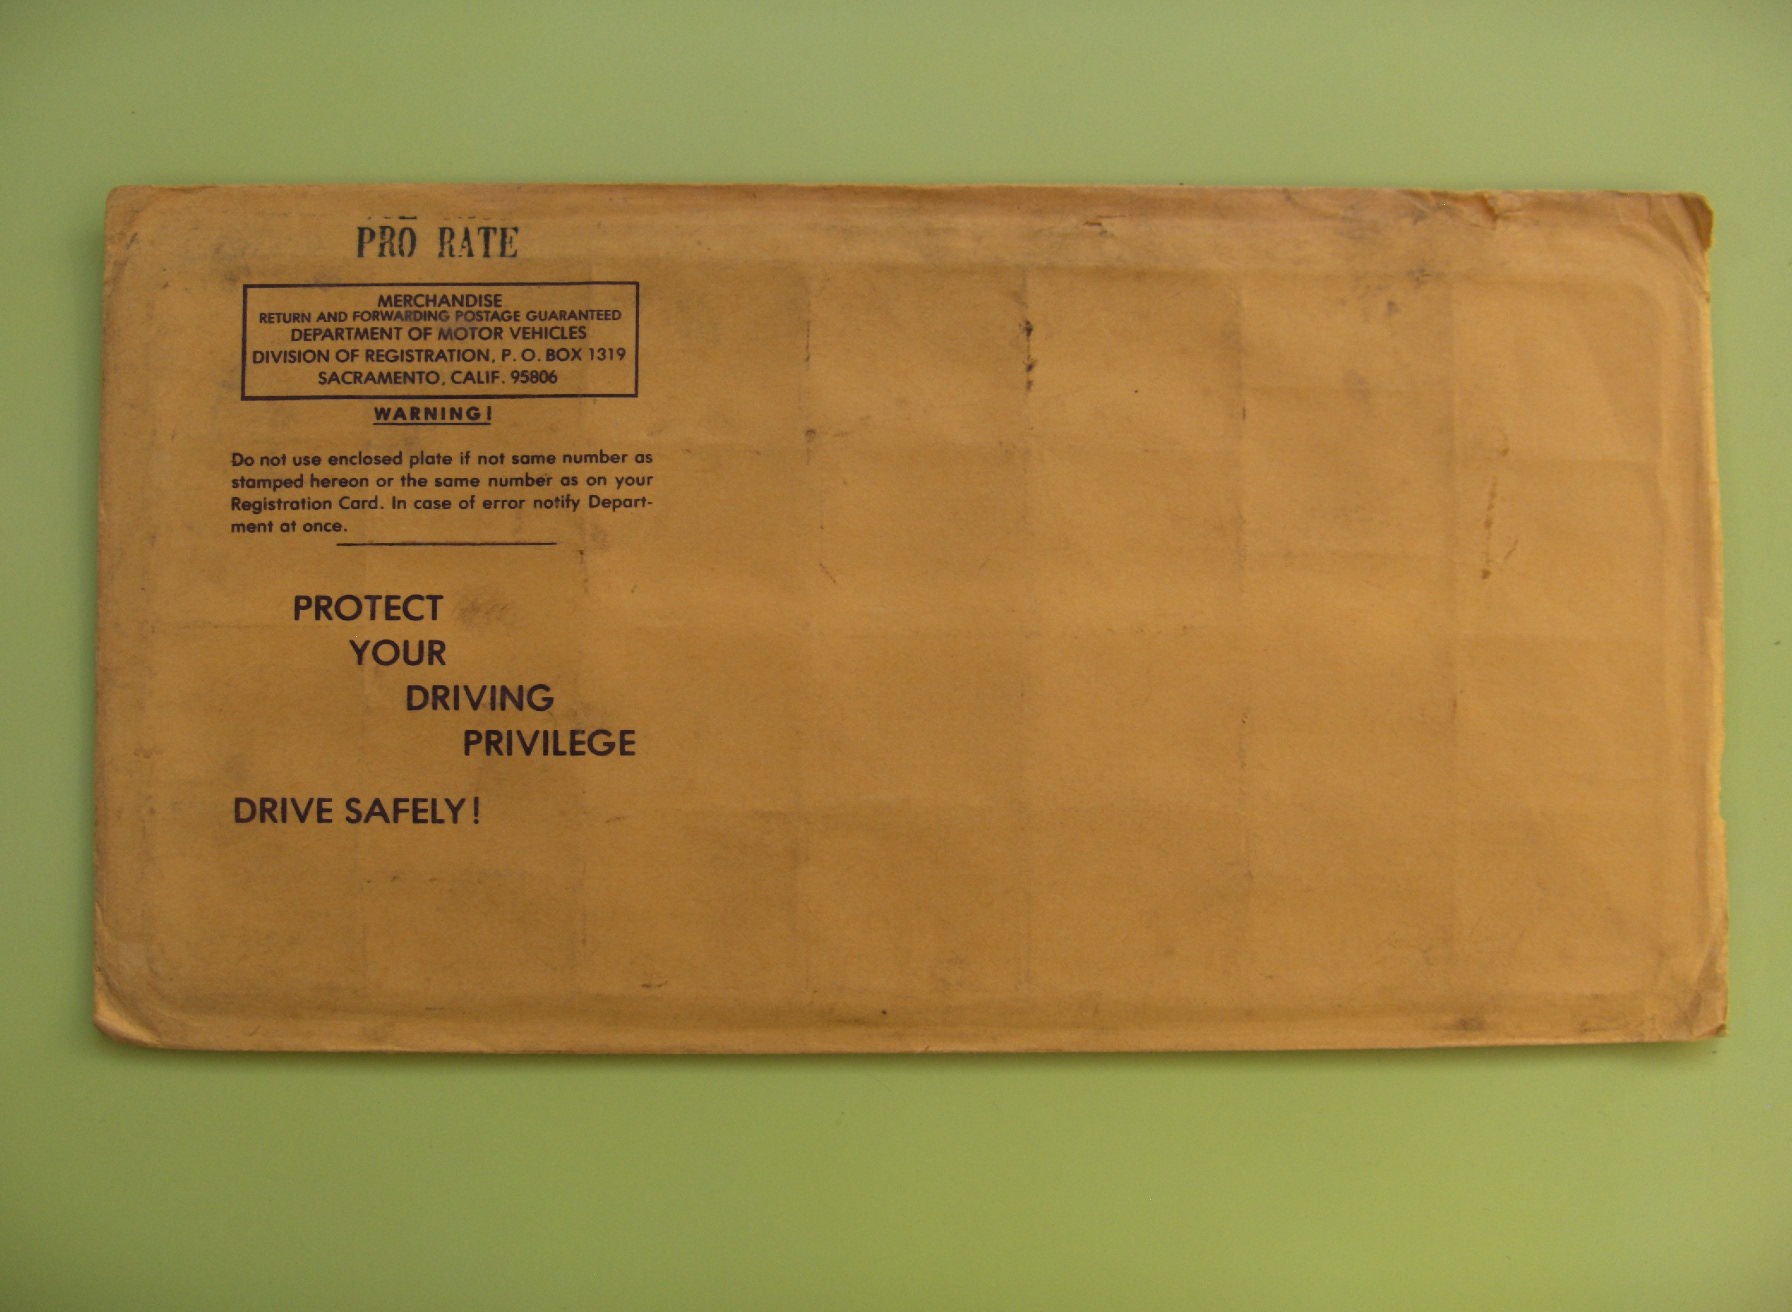 PRO RATE
MERCHANDISE
RETURN AND FORWARDING POSTAGE GUARANTEED
DEPARTMENT OF MOTOR VEHICLES
DIVISION OF REGISTRATION, P. O. BOX 1319
SACRAMENTO, CALIF. 95806
WARNING!
Do not use enclosed plate if not same number as
stamped hereon or the same number as on your
Registration Card. In case of error notify Depart-
ment at once.
PROTECT
YOUR
DRIVING
PRIVILEGE
DRIVE SAFELY!